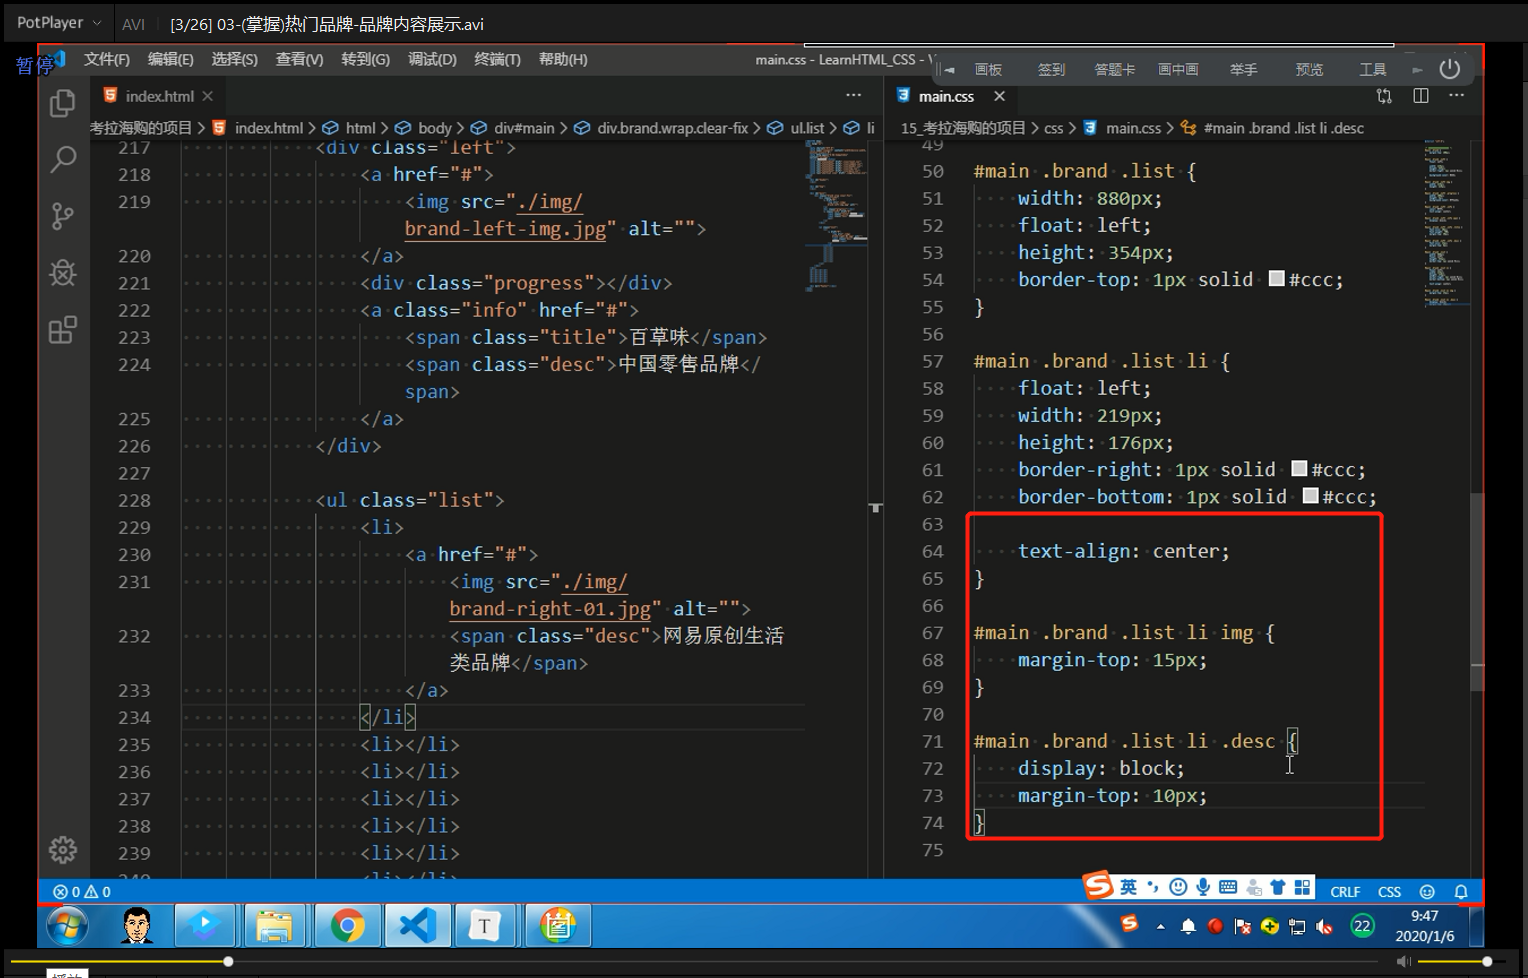 PotPlayer
AVI
[3/26] 03-(掌握)热门品牌-品牌内容展示.avi
暂停
文件(F) 编辑(E) 选择(S) 查看(V) 转到(G) 调试(D) 终端(T) 帮助(H)
main.css - LearnHTML_CSS - V
画板 签到 答题卡 画中画 举手 预览 工具
index.html
考拉海购的项目 > index.html > html > body > div#main > div.brand.wrap.clear-fix > ul.list > li
217 <div class="left">
218 <a href="#">
219 <img src="./img/
brand-left-img.jpg" alt="">
220 </a>
221 <div class="progress"></div>
222 <a class="info" href="#">
223 <span class="title">百草味</span>
224 <span class="desc">中国零售品牌</
span>
225 </a>
226 </div>
227
228 <ul class="list">
229 <li>
230 <a href="#">
231 <img src="./img/
brand-right-01.jpg" alt="">
232 <span class="desc">网易原创生活
类品牌</span>
233 </a>
234 </li>
235 <li></li>
236 <li></li>
237 <li></li>
238 <li></li>
239 <li></li>
240 <li></li>
main.css
15_考拉海购的项目 > css > main.css > #main .brand .list li .desc
49
50 #main .brand .list {
51 width: 880px;
52 float: left;
53 height: 354px;
54 border-top: 1px solid #ccc;
55 }
56
57 #main .brand .list li {
58 float: left;
59 width: 219px;
60 height: 176px;
61 border-right: 1px solid #ccc;
62 border-bottom: 1px solid #ccc;
63
64 text-align: center;
65 }
66
67 #main .brand .list li img {
68 margin-top: 15px;
69 }
70
71 #main .brand .list li .desc {
72 display: block;
73 margin-top: 10px;
74 }
75
0 0
英
CRLF CSS
22
9:47
2020/1/6